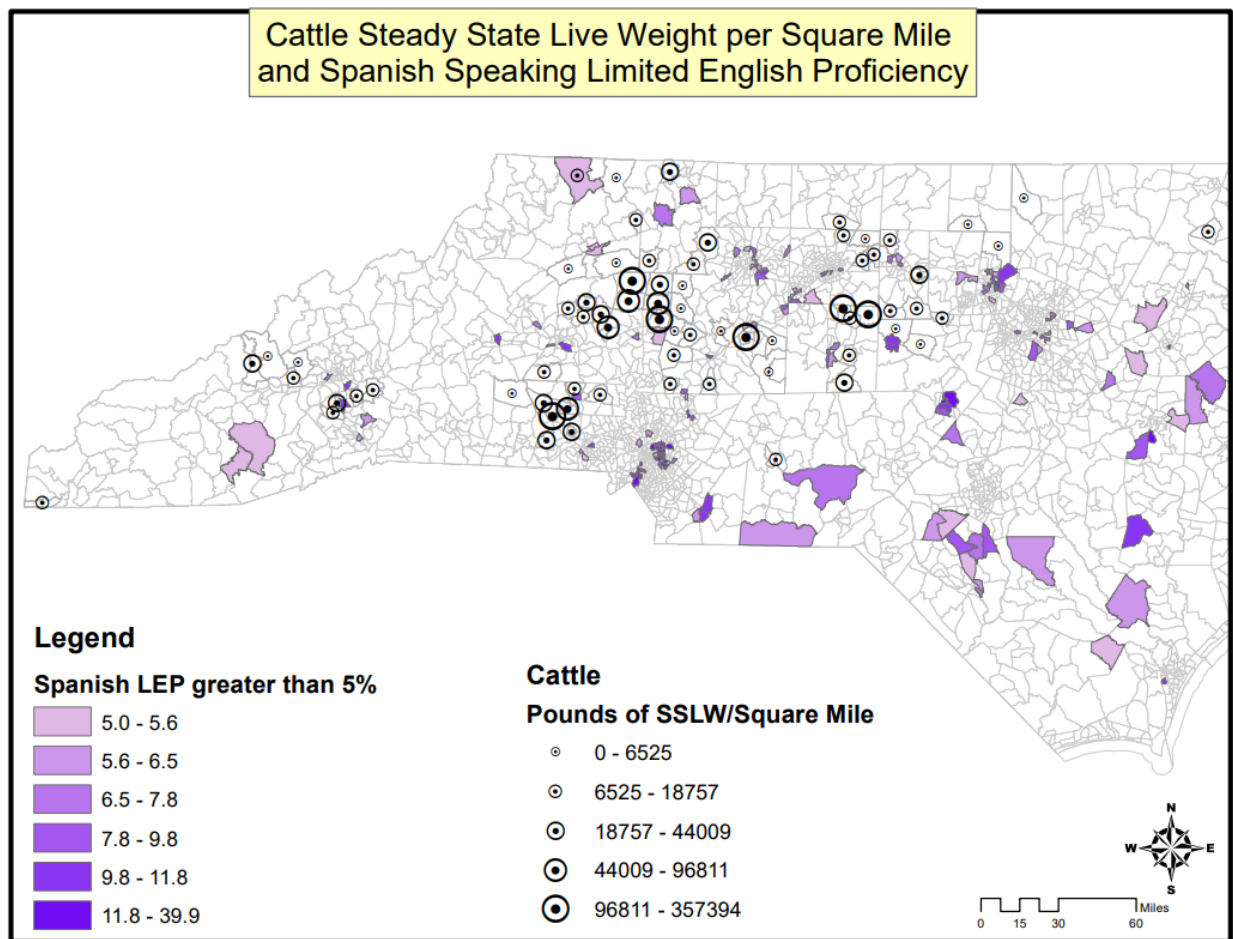 Cattle Steady State Live Weight per Square Mile
and Spanish Speaking Limited English Proficiency
Legend
Spanish LEP greater than 5%
5.0 - 5.6
5.6 - 6.5
6.5 - 7.8
7.8 - 9.8
9.8 - 11.8
11.8 - 39.9
Cattle
Pounds of SSLW/Square Mile
0 - 6525
6525 - 18757
18757 - 44009
44009 - 96811
96811 - 357394
N
W E
S
Miles
0 15 30 60